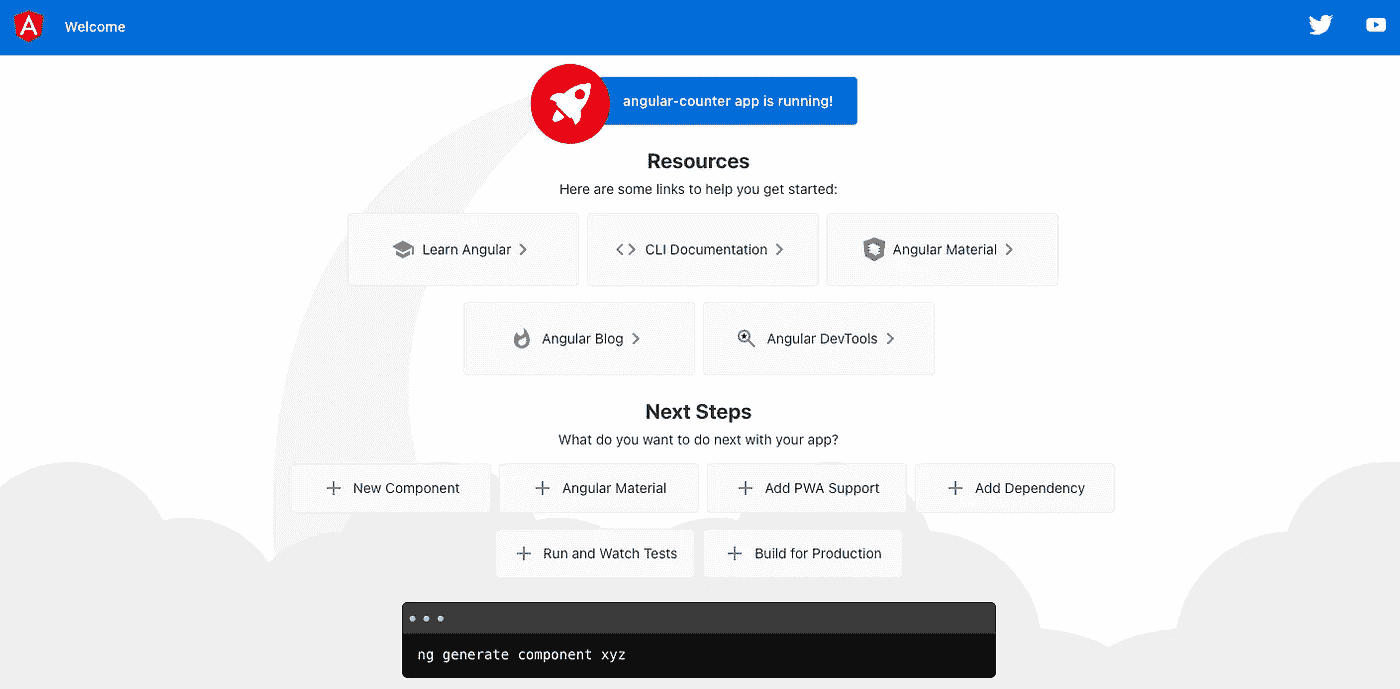 Welcome
angular-counter app is running!
Resources
Here are some links to help you get started:
Learn Angular
CLI Documentation
Angular Material
Angular Blog
Angular DevTools
Next Steps
What do you want to do next with your app?
New Component
Angular Material
Add PWA Support
Add Dependency
Run and Watch Tests
Build for Production
ng generate component xyz